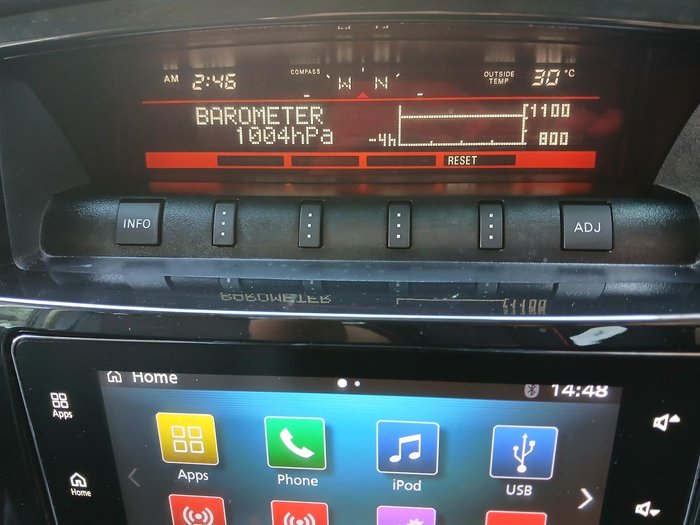 AM 2:46 COMPASS W N OUTSIDE TEMP 30 °C
BAROMETER 1100
1004hPa -4h 800
RESET
INFO ADJ
Home 14:48
Apps
Home
Apps Phone iPod USB